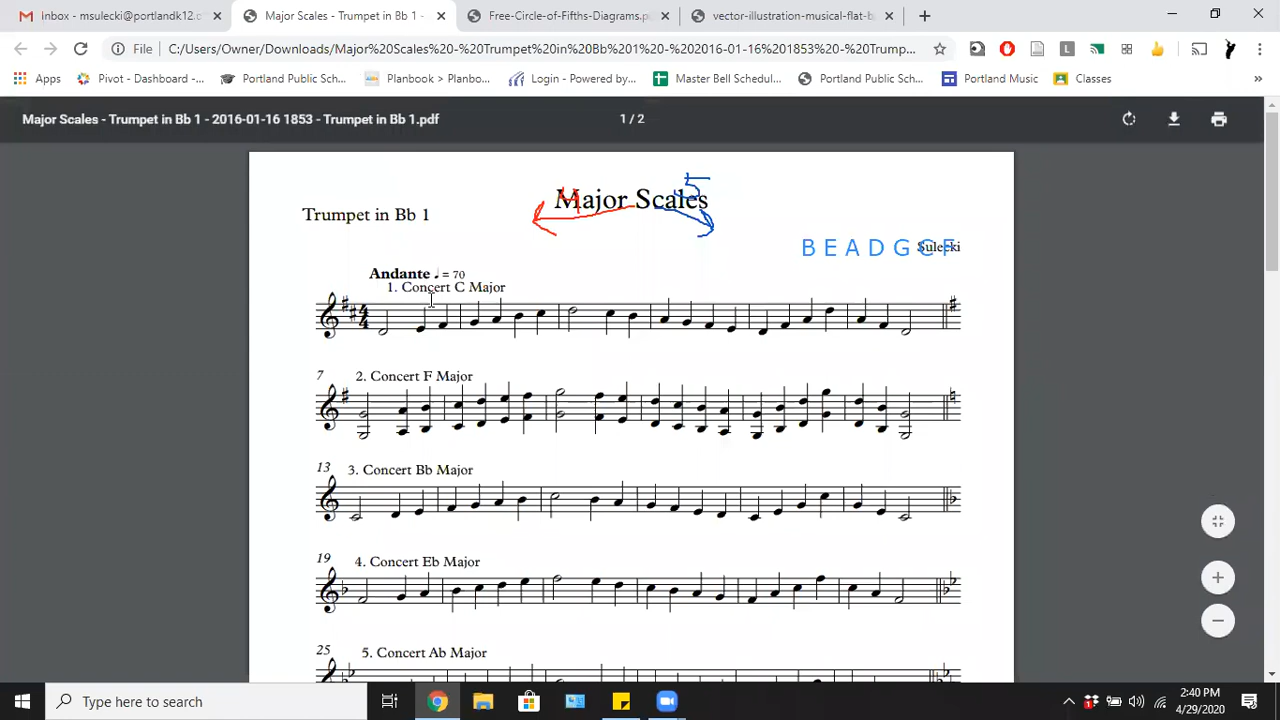 Inbox - msulecki@portlandk12.o
Major Scales - Trumpet in Bb 1 - 
Free-Circle-of-Fifths-Diagrams.p
vector-illustration-musical-flat-b
File
C:/Users/Owner/Downloads/Major%20Scales%20-%20Trumpet%20in%20Bb%201%20-%202016-01-16%201853%20-%20Trump...
L
Apps
Pivot - Dashboard -...
Portland Public Sch...
Planbook > Planbo...
Login - Powered by...
Master Bell Schedul...
Portland Public Sch...
Portland Music
Classes
»
Major Scales - Trumpet in Bb 1 - 2016-01-16 1853 - Trumpet in Bb 1.pdf
1 / 2
4
5
Major Scales
Trumpet in Bb 1
B E A D G C F
Sulecki
Andante ♩ = 70
1. Concert C Major
4
4
7
2. Concert F Major
13
3. Concert Bb Major
19
4. Concert Eb Major
25
5. Concert Ab Major
Type here to search
2:40 PM
4/29/2020